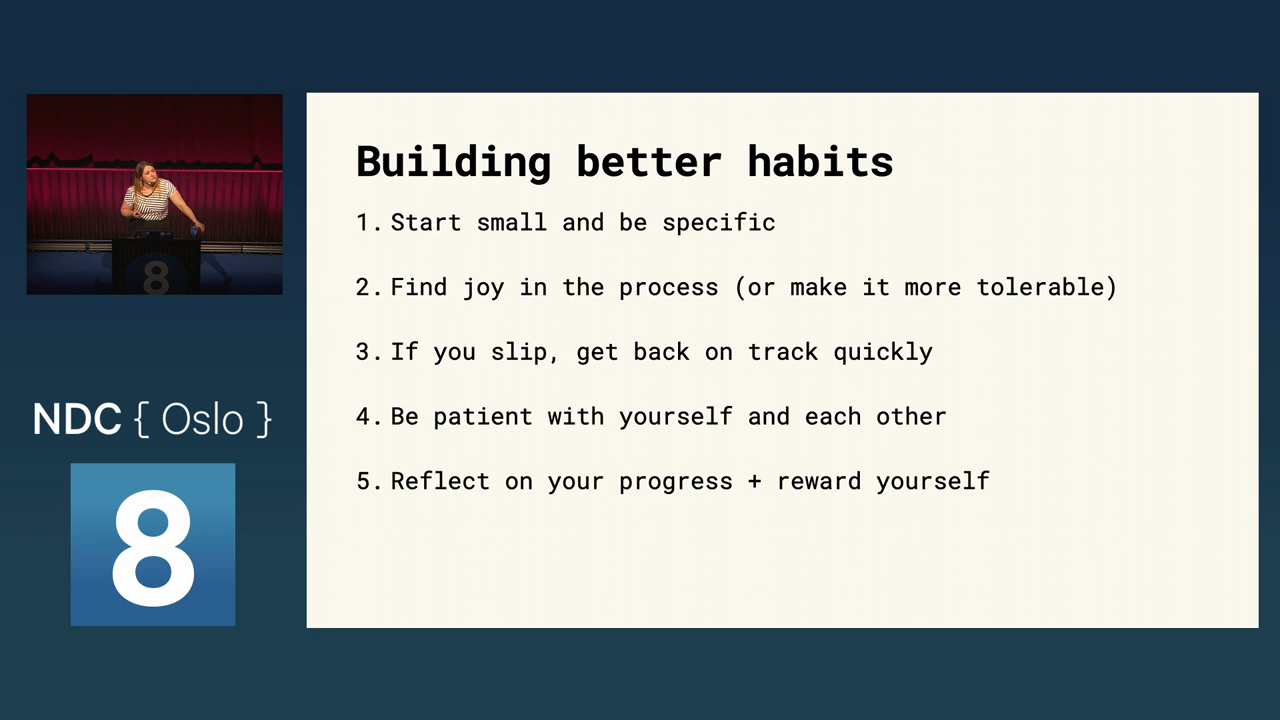 Building better habits
1. Start small and be specific
2. Find joy in the process (or make it more tolerable)
3. If you slip, get back on track quickly
4. Be patient with yourself and each other
5. Reflect on your progress + reward yourself
8
NDC { Oslo }
8